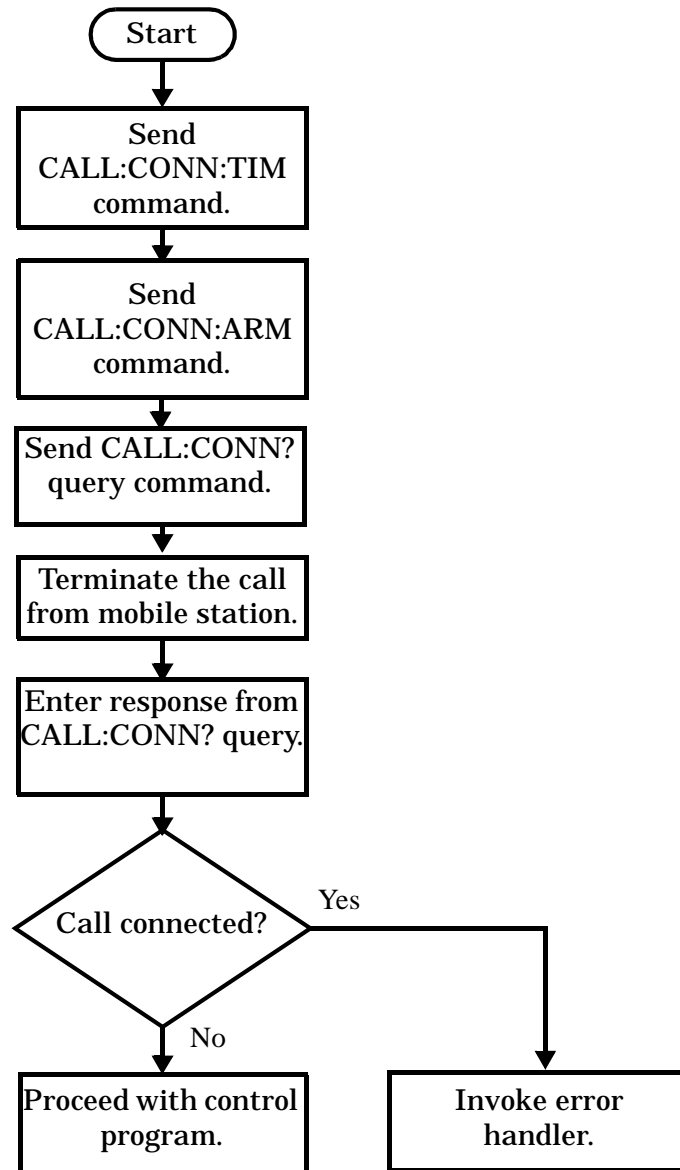 Start
Send
CALL:CONN:TIM
command.
Send
CALL:CONN:ARM
command.
Send CALL:CONN?
query command.
Terminate the call
from mobile station.
Enter response from
CALL:CONN? query.
Call connected?
Yes
No
Proceed with control
program.
Invoke error
handler.